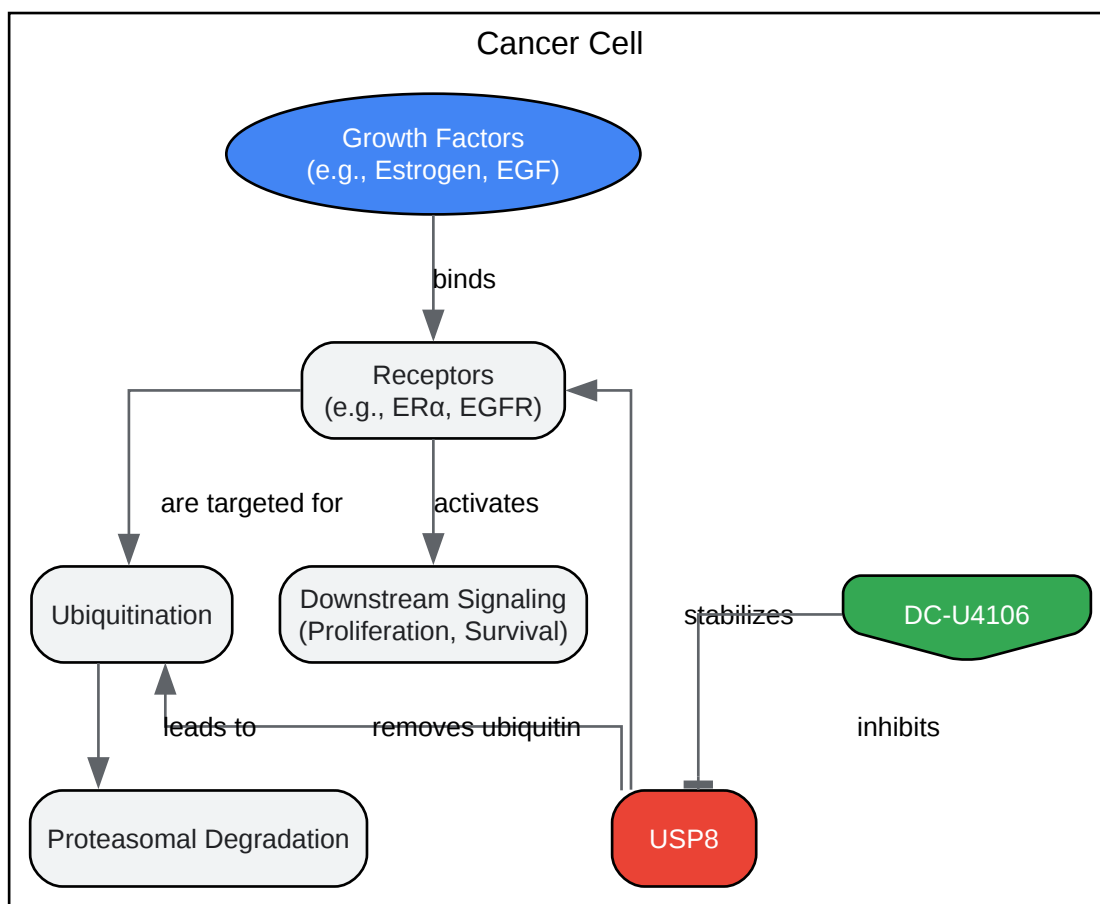 Cancer Cell
Growth Factors
(e.g., Estrogen, EGF)
binds
Receptors
(e.g., ERα, EGFR)
are targeted for
activates
Ubiquitination
Downstream Signaling
(Proliferation, Survival)
stabilizes
DC-U4106
leads to
removes ubiquitin
inhibits
Proteasomal Degradation
USP8